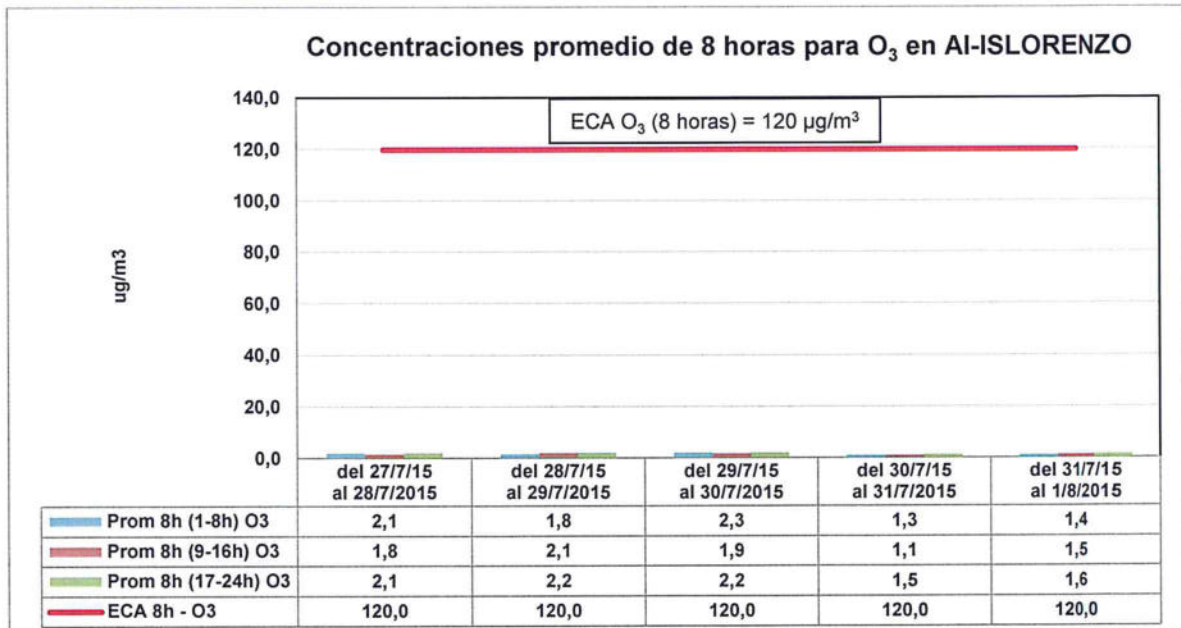 Concentraciones promedio de 8 horas para O₃ en AI-ISLORENZO
140,0
ECA O₃ (8 horas) = 120 µg/m³
120,0
100,0
80,0
60,0
40,0
20,0
0,0
ug/m3
del 27/7/15 al 28/7/2015
del 28/7/15 al 29/7/2015
del 29/7/15 al 30/7/2015
del 30/7/15 al 31/7/2015
del 31/7/15 al 1/8/2015
Prom 8h (1-8h) O3 2,1 1,8 2,3 1,3 1,4
Prom 8h (9-16h) O3 1,8 2,1 1,9 1,1 1,5
Prom 8h (17-24h) O3 2,1 2,2 2,2 1,5 1,6
ECA 8h - O3 120,0 120,0 120,0 120,0 120,0